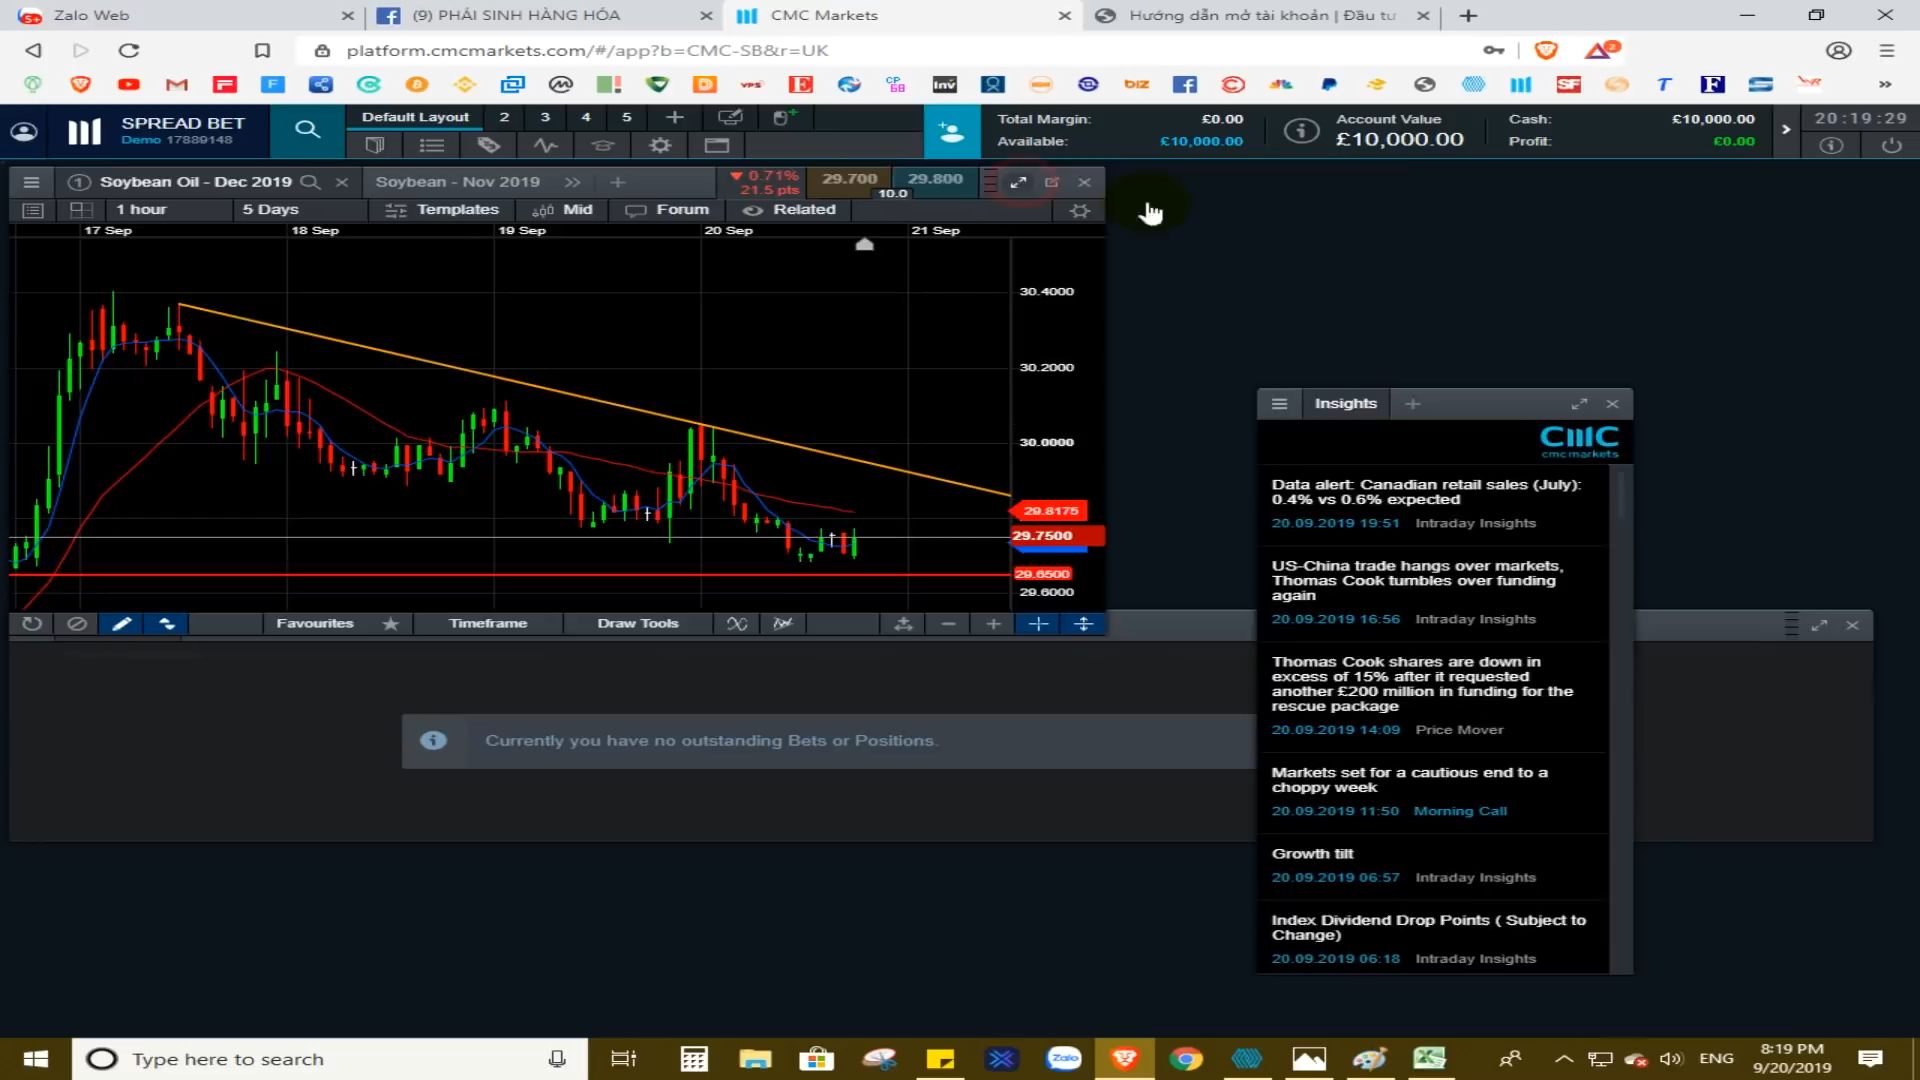 Zalo Web
(9) PHÁI SINH HÀNG HÓA
CMC Markets
Hướng dẫn mở tài khoản | Đầu tư
platform.cmcmarkets.com/#/app?b=CMC-SB&r=UK
2
SPREAD BET
Demo 17889148
Default Layout 2 3 4 5
Total Margin: £0.00
Available: £10,000.00
Account Value
£10,000.00
Cash: £10,000.00
Profit: £0.00
20:19:29
1 Soybean Oil - Dec 2019
Soybean - Nov 2019
0.71%
21.5 pts
29.700
29.800
10.0
1 hour
5 Days
Templates
Mid
Forum
Related
17 Sep
18 Sep
19 Sep
20 Sep
21 Sep
30.4000
30.2000
30.0000
29.8175
29.7500
29.6500
29.6000
Favourites
Timeframe
Draw Tools
Currently you have no outstanding Bets or Positions.
Insights
CMC
cmc markets
Data alert: Canadian retail sales (July):
0.4% vs 0.6% expected
20.09.2019 19:51 Intraday Insights
US-China trade hangs over markets,
Thomas Cook tumbles over funding
again
20.09.2019 16:56 Intraday Insights
Thomas Cook shares are down in
excess of 15% after it requested
another £200 million in funding for the
rescue package
20.09.2019 14:09 Price Mover
Markets set for a cautious end to a
choppy week
20.09.2019 11:50 Morning Call
Growth tilt
20.09.2019 06:57 Intraday Insights
Index Dividend Drop Points ( Subject to
Change)
20.09.2019 06:18 Intraday Insights
Type here to search
Zalo
ENG
8:19 PM
9/20/2019